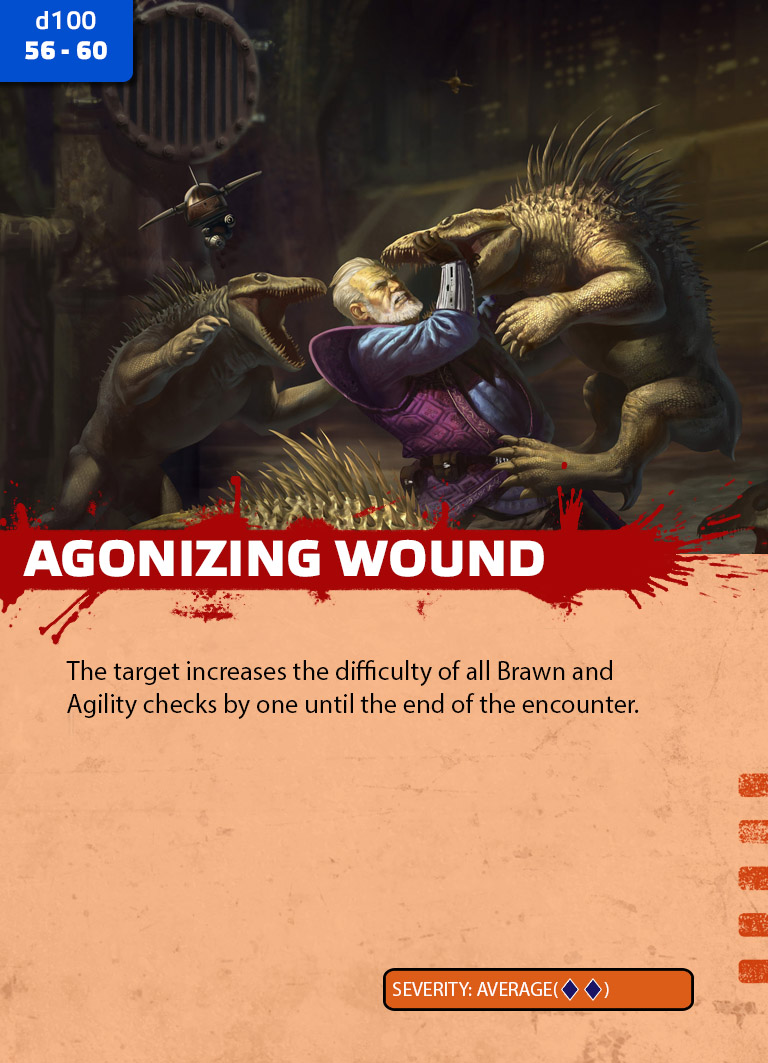 d100
56 - 60
AGONIZING WOUND
The target increases the difficulty of all Brawn and
Agility checks by one until the end of the encounter.
SEVERITY: AVERAGE(♦ ♦)